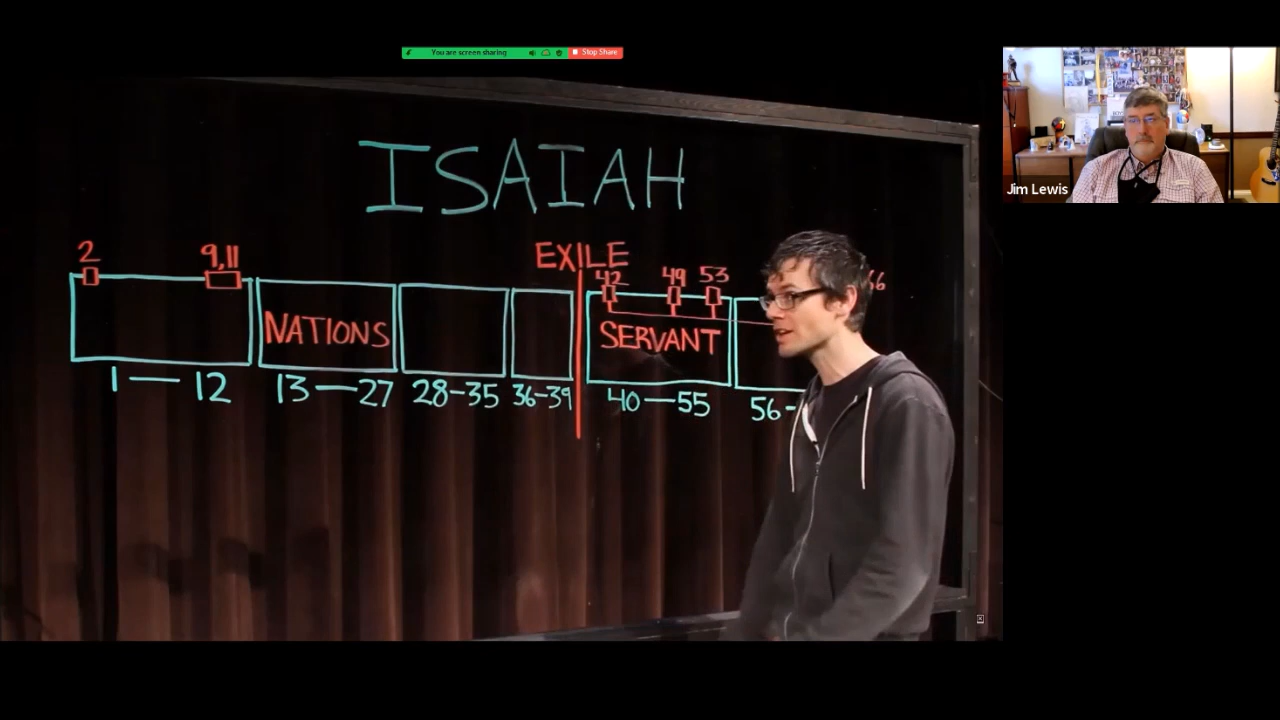 You are screen sharing
Stop Share
Jim Lewis
ISAIAH
EXILE
2
9,11
42
49
53
NATIONS
SERVANT
1 — 12
13 — 27
28-35
36-39
40 — 55
56-